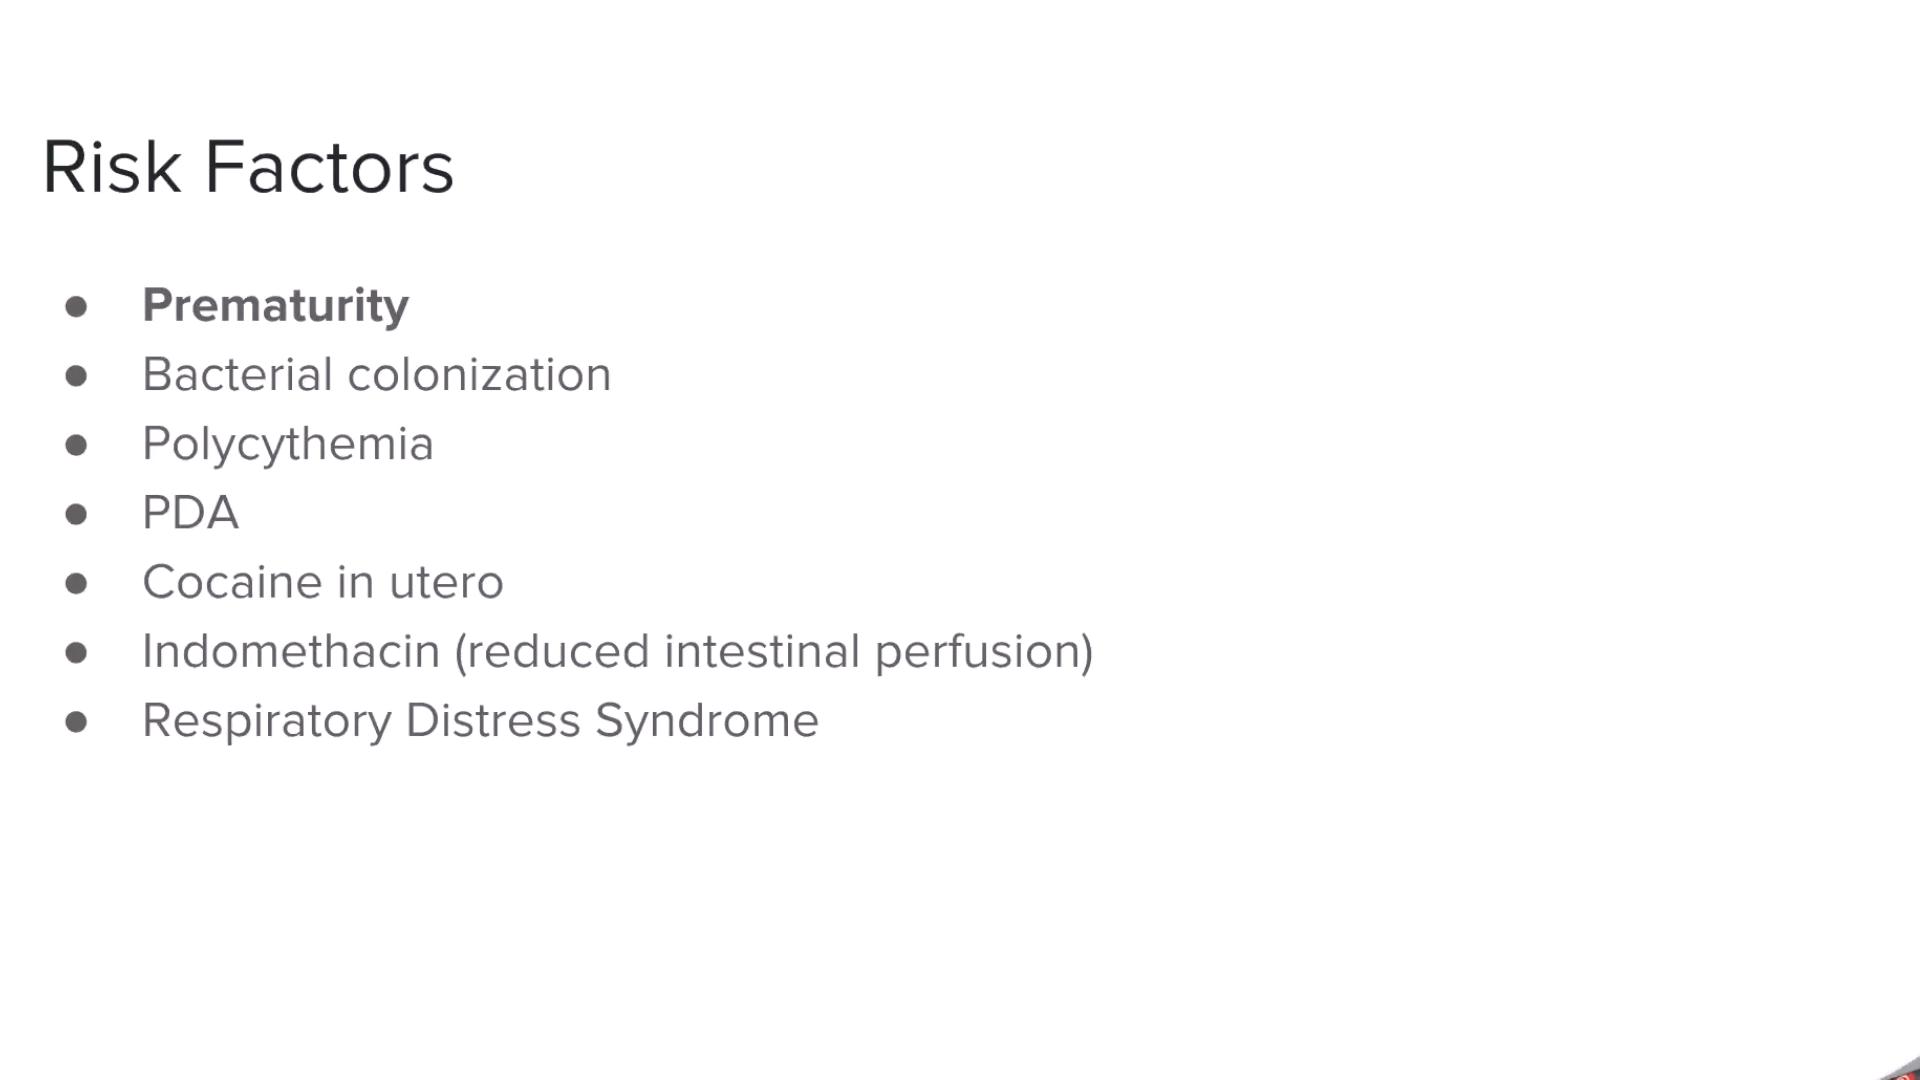 Risk Factors
● Prematurity
● Bacterial colonization
● Polycythemia
● PDA
● Cocaine in utero
● Indomethacin (reduced intestinal perfusion)
● Respiratory Distress Syndrome